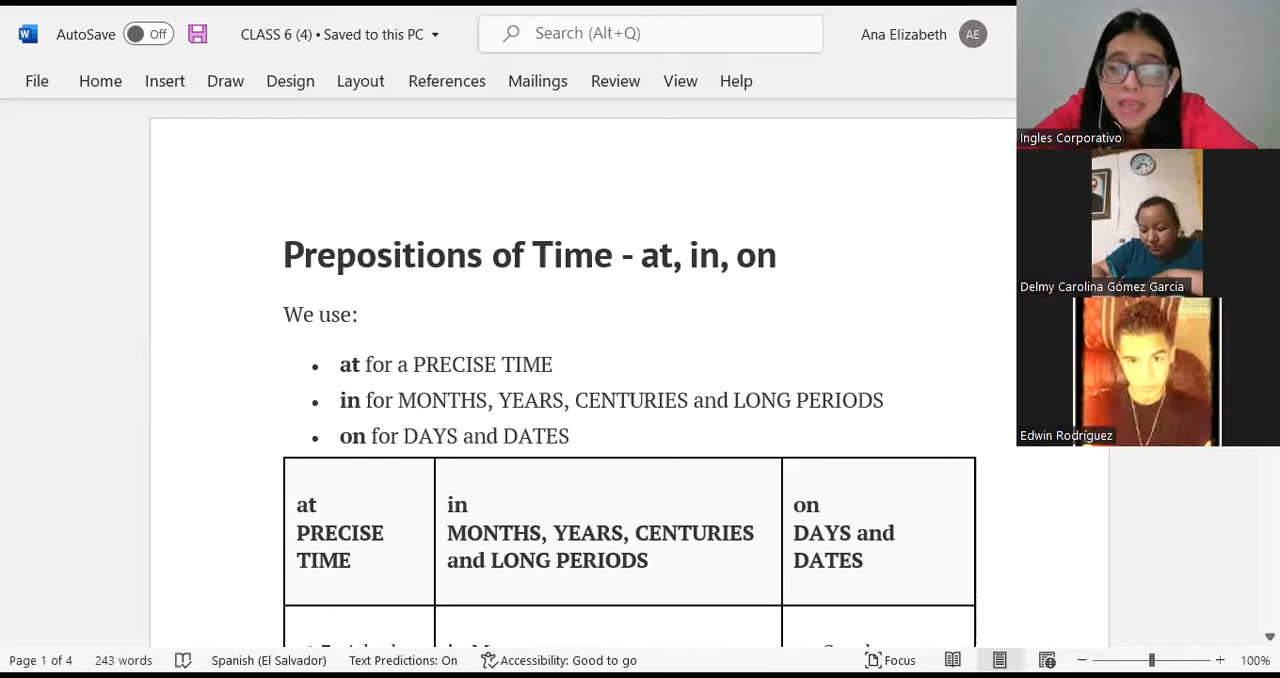 AutoSave Off CLASS 6 (4) • Saved to this PC Search (Alt+Q) Ana Elizabeth AE
File Home Insert Draw Design Layout References Mailings Review View Help
Ingles Corporativo
Delmy Carolina Gómez Garcia
Edwin Rodríguez
Prepositions of Time - at, in, on
We use:
• at for a PRECISE TIME
• in for MONTHS, YEARS, CENTURIES and LONG PERIODS
• on for DAYS and DATES
at
PRECISE
TIME
in
MONTHS, YEARS, CENTURIES
and LONG PERIODS
on
DAYS and
DATES
Page 1 of 4 243 words Spanish (El Salvador) Text Predictions: On Accessibility: Good to go Focus 100%